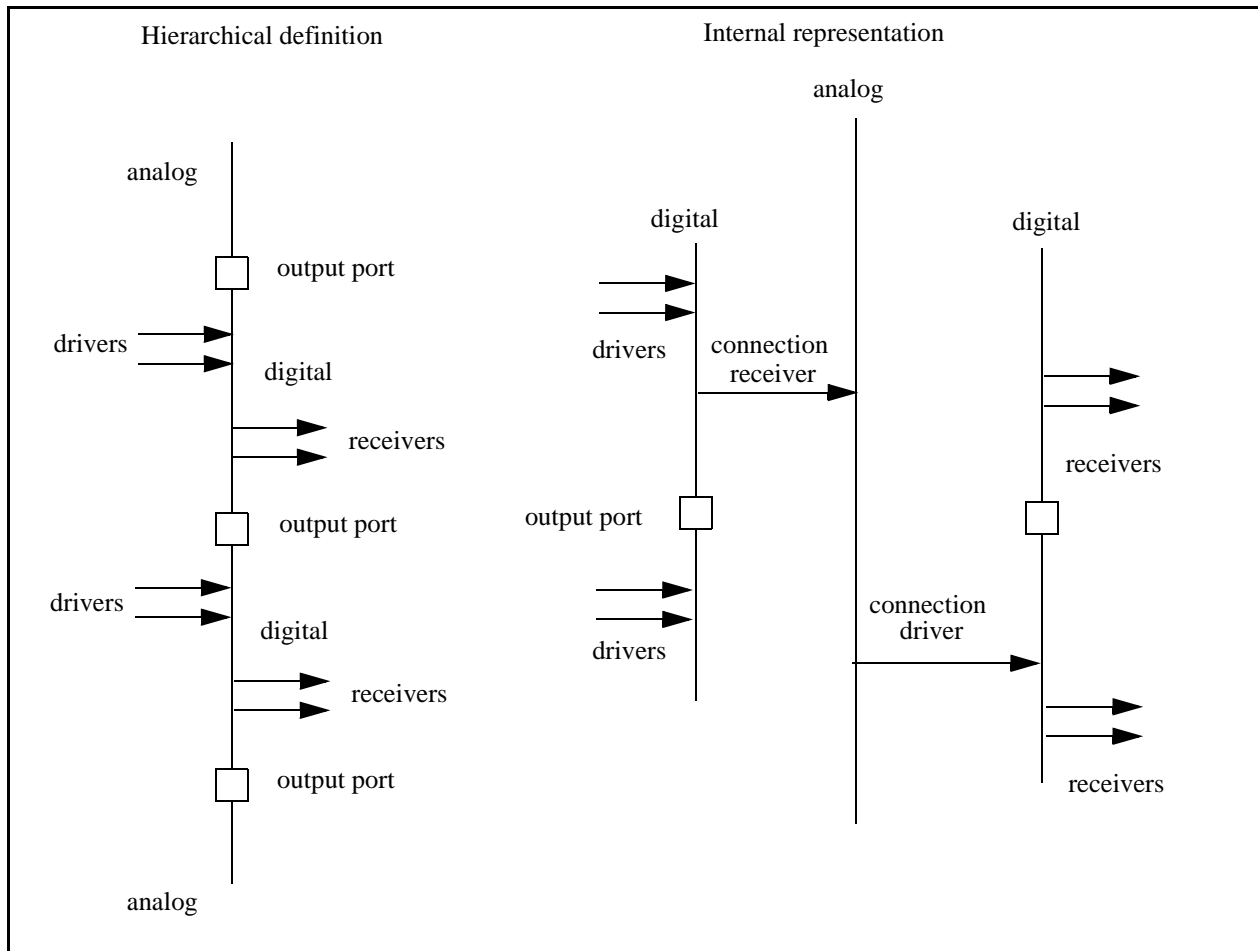 Hierarchical definition
analog
output port
drivers
digital
receivers
output port
drivers
digital
receivers
output port
analog
Internal representation
analog
digital
digital
drivers
connection
receiver
receivers
output port
connection
driver
drivers
receivers